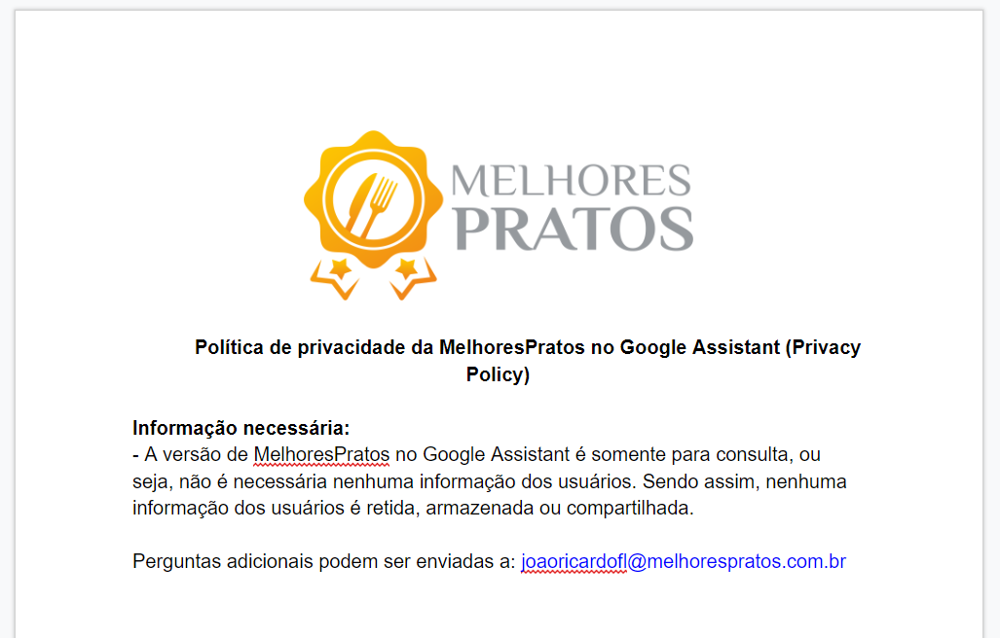 MELHORES
PRATOS
Política de privacidade da MelhoresPratos no Google Assistant (Privacy
Policy)
Informação necessária:
- A versão de MelhoresPratos no Google Assistant é somente para consulta, ou
seja, não é necessária nenhuma informação dos usuários. Sendo assim, nenhuma
informação dos usuários é retida, armazenada ou compartilhada.
Perguntas adicionais podem ser enviadas a: joaoricardofl@melhorespratos.com.br